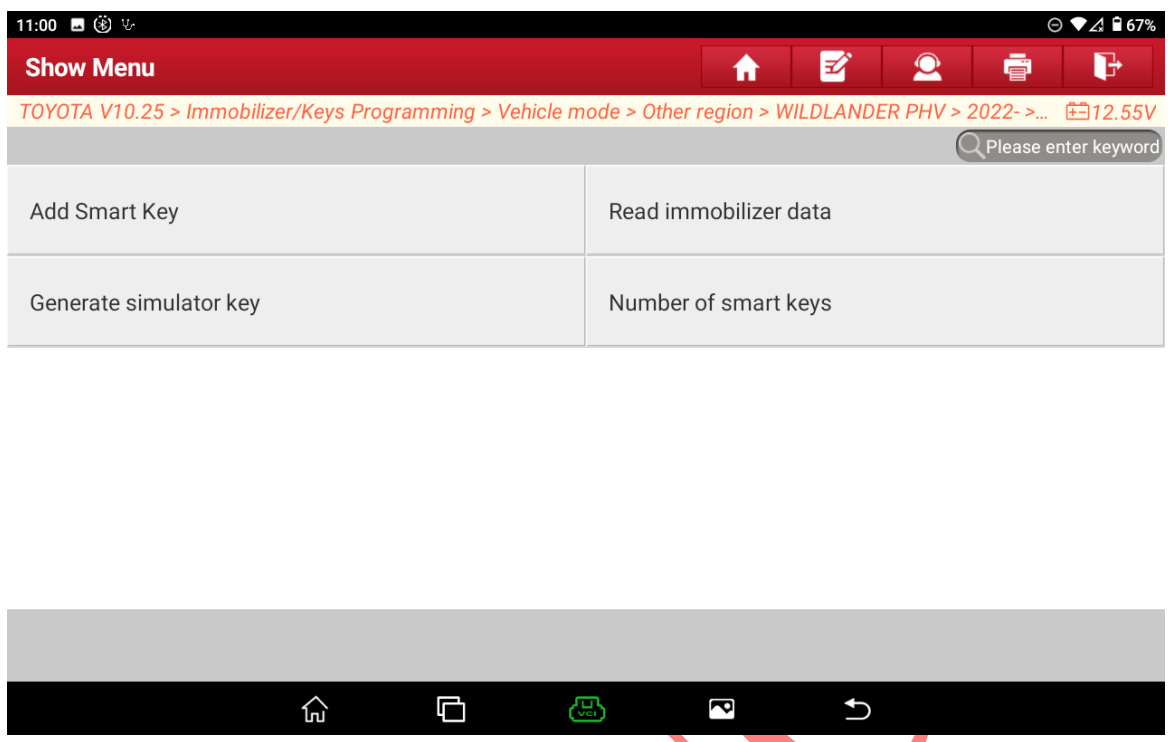 11:00 67%
Show Menu
TOYOTA V10.25 > Immobilizer/Keys Programming > Vehicle mode > Other region > WILDLANDER PHV > 2022- >... 12.55V
Please enter keyword
Add Smart Key Read immobilizer data
Generate simulator key Number of smart keys
VCI